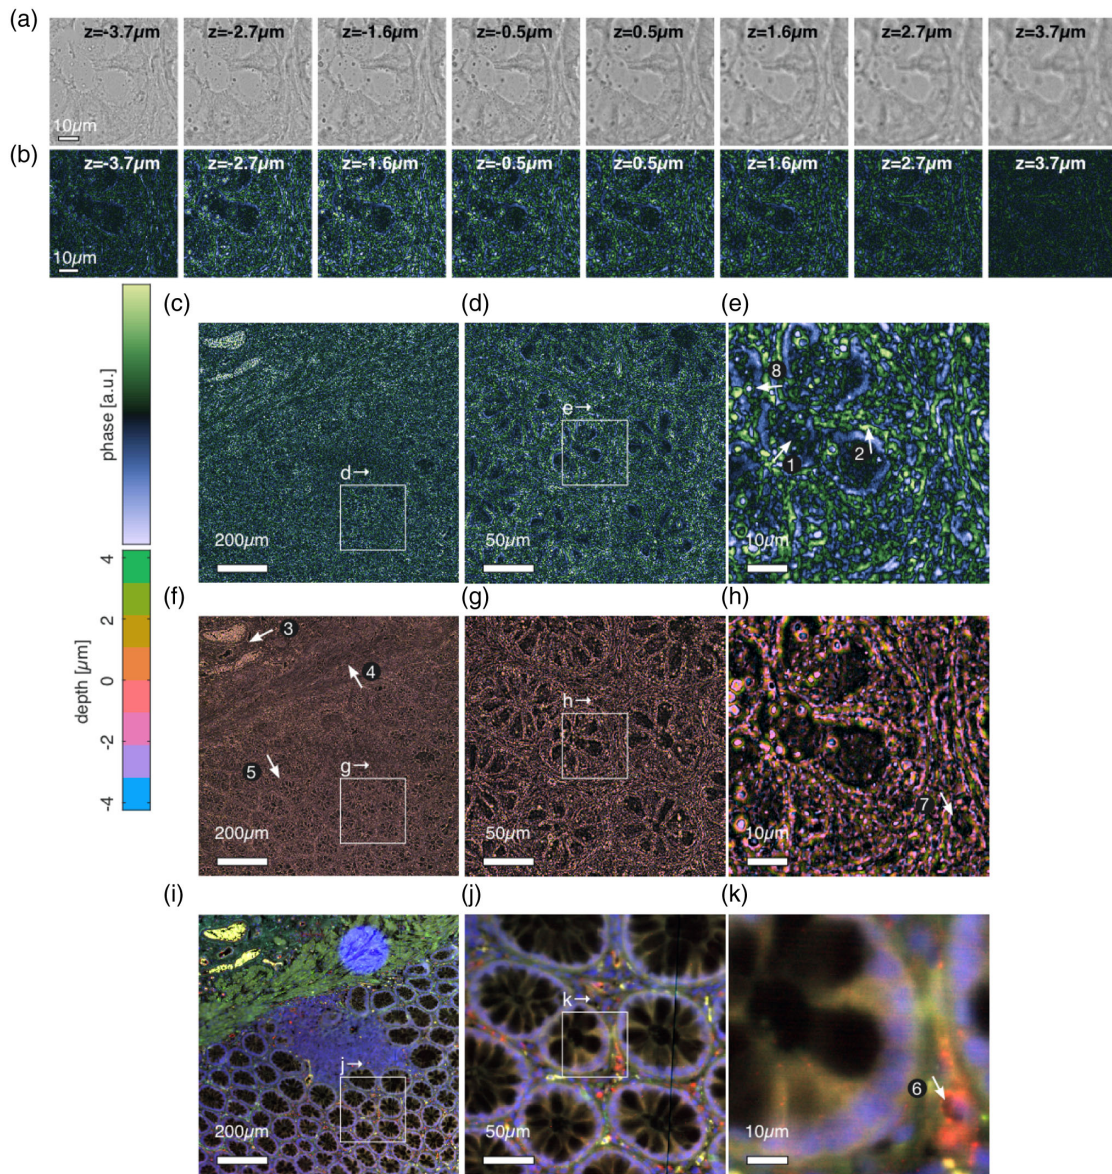 (a)
z=-3.7µm z=-2.7µm z=-1.6µm z=-0.5µm z=0.5µm z=1.6µm z=2.7µm z=3.7µm
10µm
(b)
z=-3.7µm z=-2.7µm z=-1.6µm z=-0.5µm z=0.5µm z=1.6µm z=2.7µm z=3.7µm
10µm
phase [a.u.]
depth [µm]
4
2
0
-2
-4
(c) (d) (e)
d→
200µm
e→
50µm
8
1
2
10µm
(f) (g) (h)
3
4
5
g→
200µm
h→
50µm
7
10µm
(i) (j) (k)
j→
200µm
k→
50µm
6
10µm